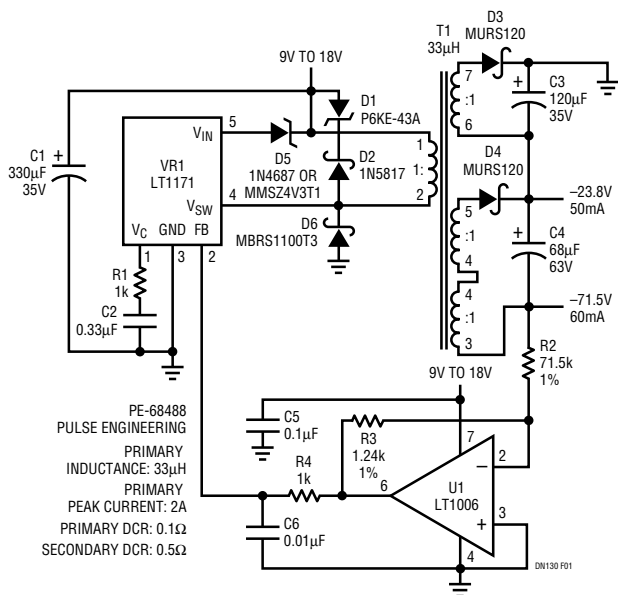 9V TO 18V
T1
33µH
D3
MURS120
7
:1
6
+
C3
120µF
35V
D1
P6KE-43A
5
VIN
VR1
LT1171
D5
1N4687 OR
MMSZ4V3T1
D2
1N5817
1
1:
2
D4
MURS120
–23.8V
50mA
C1
330µF
35V
+
4
VSW
VC
GND
FB
1
3
2
D6
MBRS1100T3
5
:1
4
4
:1
3
+
C4
68µF
63V
–71.5V
60mA
R1
1k
C2
0.33µF
R2
71.5k
1%
9V TO 18V
PE-68488
PULSE ENGINEERING
PRIMARY
INDUCTANCE: 33µH
PRIMARY
PEAK CURRENT: 2A
PRIMARY DCR: 0.1Ω
SECONDARY DCR: 0.5Ω
C5
0.1µF
R3
1.24k
1%
R4
1k
C6
0.01µF
7
6
U1
LT1006
–
2
+
3
4
DN130 F01